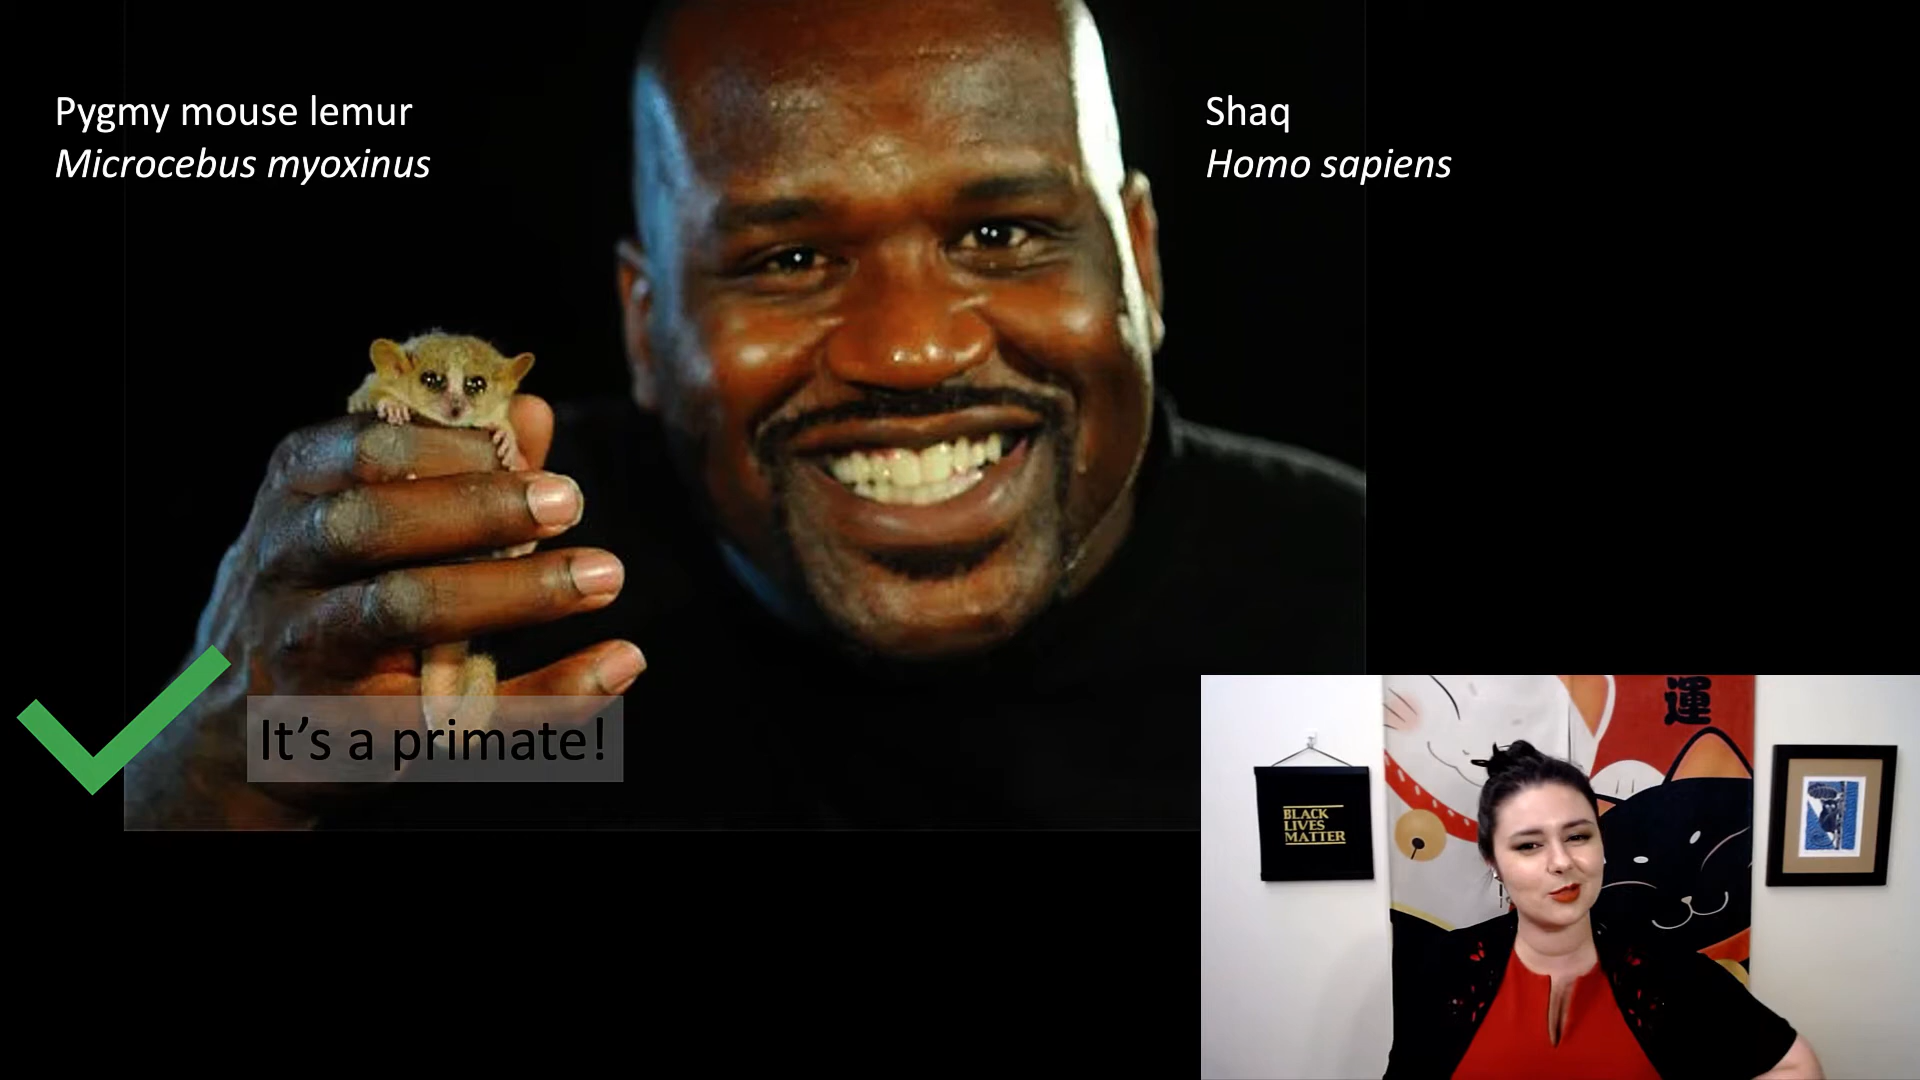 Pygmy mouse lemur
Microcebus myoxinus
Shaq
Homo sapiens
It’s a primate!
運
BLACK
LIVES
MATTER